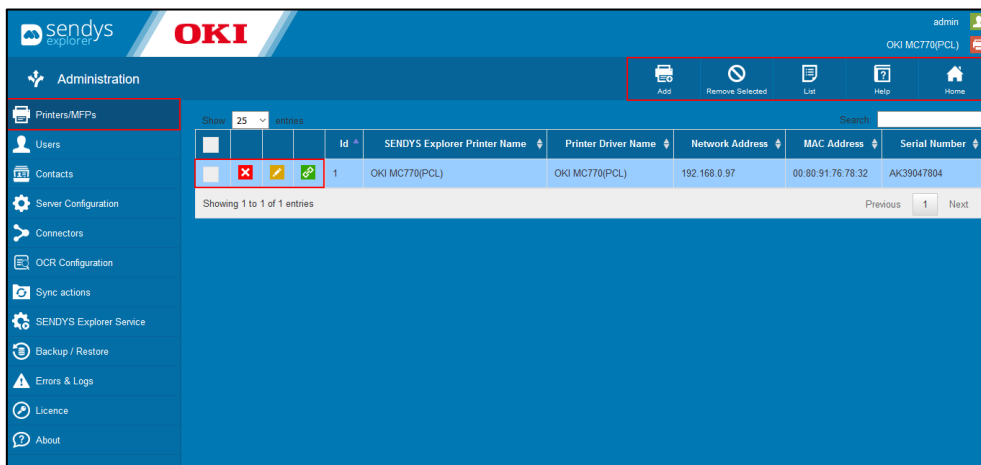 sendys
explorer
OKI
admin
OKI MC770(PCL)
Administration
Add
Remove Selected
List
Help
Home
Printers/MFPs
Users
Contacts
Server Configuration
Connectors
OCR Configuration
Sync actions
SENDYS Explorer Service
Backup / Restore
Errors & Logs
Licence
About
Show 25 entries
Search:
Id SENDYS Explorer Printer Name Printer Driver Name Network Address MAC Address Serial Number
1 OKI MC770(PCL) OKI MC770(PCL) 192.168.0.97 00:80:91:76:78:32 AK39047804
Showing 1 to 1 of 1 entries
Previous 1 Next